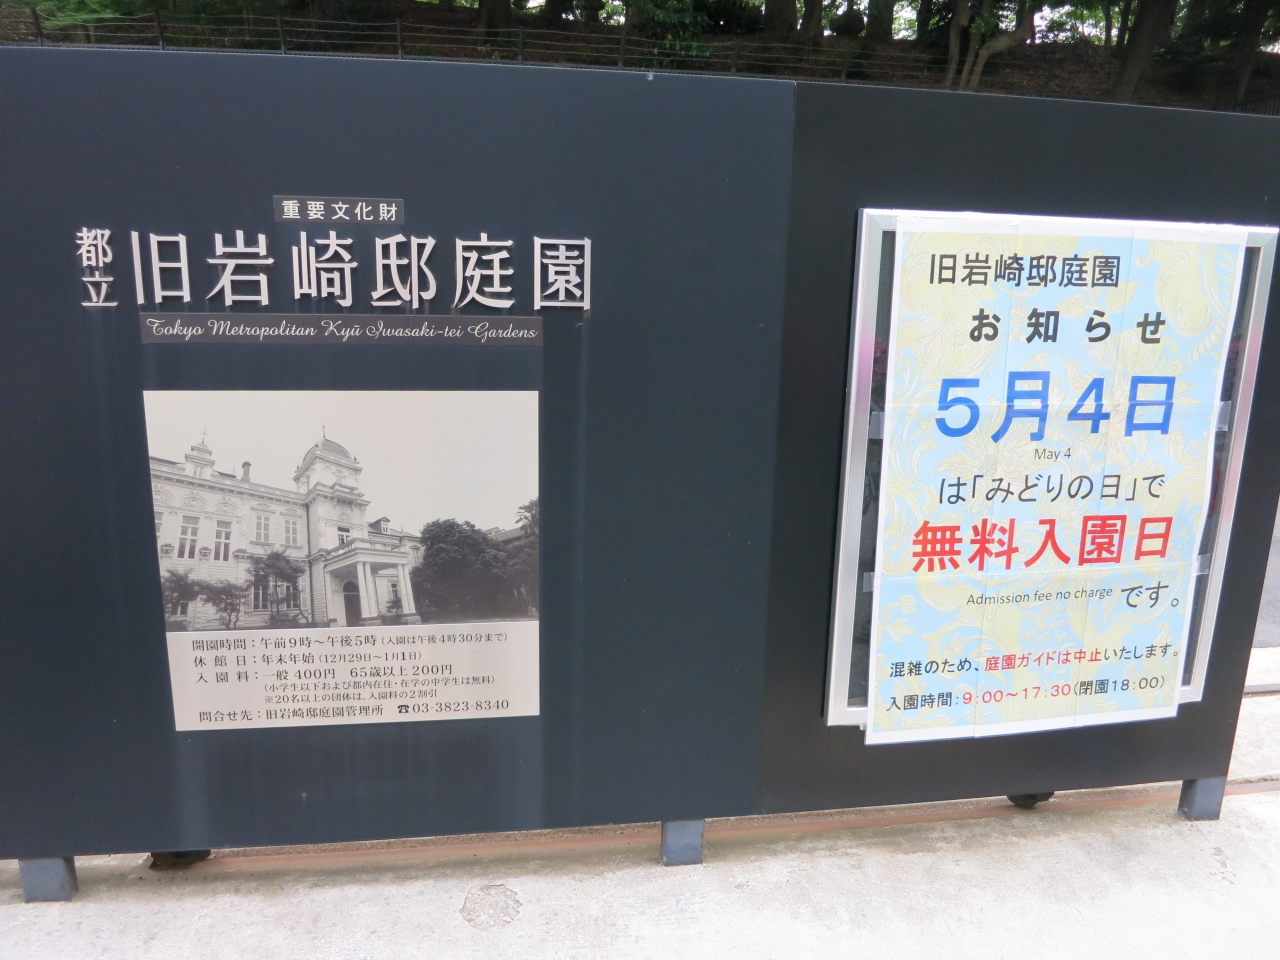 重要文化財
都立 旧岩崎邸庭園
Tokyo Metropolitan Kyū Iwasaki-tei Gardens
開園時間：午前9時～午後5時（入園は午後4時30分まで）
休館日：年末年始（12月29日～1月1日）
入園料：一般400円 65歳以上200円
（小学生以下および都内在住・在学の中学生は無料）
※20名以上の団体は、入園料の2割引
問合せ先：旧岩崎邸庭園管理所 ☎03-3823-8340
旧岩崎邸庭園
お知らせ
5月4日
May 4
は「みどりの日」で
無料入園日
Admission fee no charge です。
混雑のため、庭園ガイドは中止いたします。
入園時間：9:00～17:30（閉園18:00）